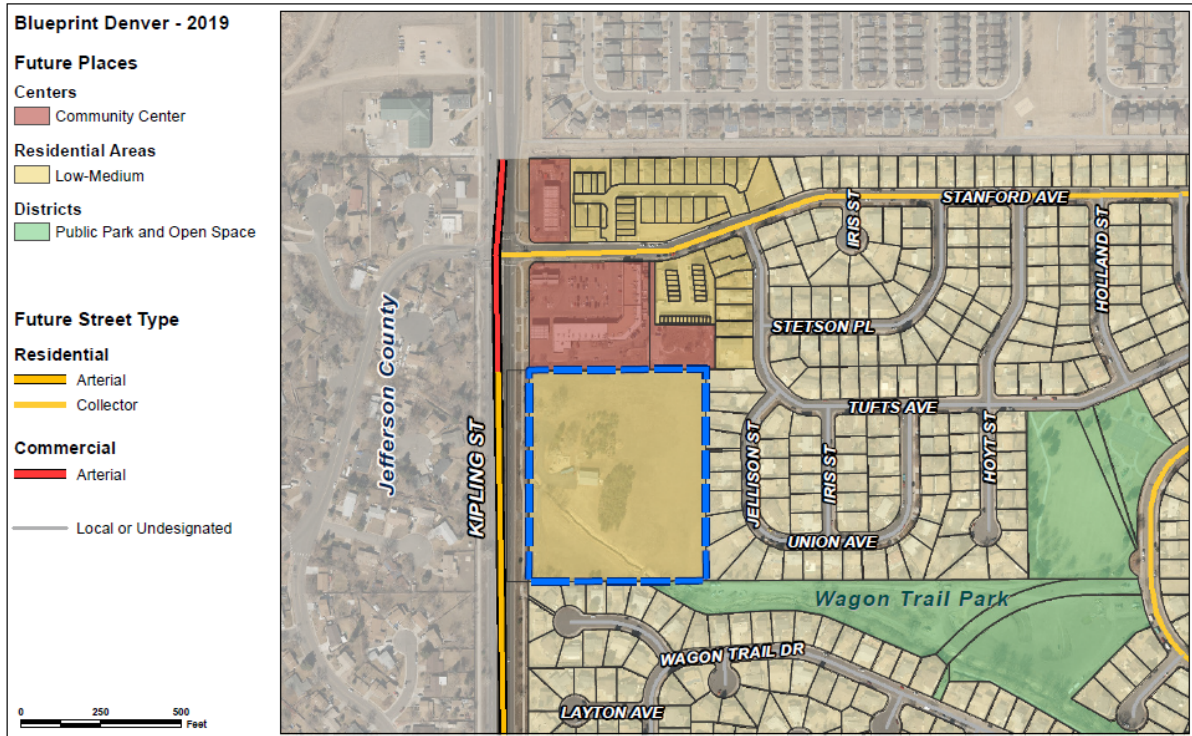 Blueprint Denver - 2019
Future Places
Centers
Community Center
Residential Areas
Low-Medium
Districts
Public Park and Open Space
Future Street Type
Residential
Arterial
Collector
Commercial
Arterial
Local or Undesignated
0 250 500
Feet
Jefferson County
KIPLING ST
STANFORD AVE
IRIS ST
HOLLAND ST
STETSON PL
TUFTS AVE
JELLISON ST
IRIS ST
HOYT ST
UNION AVE
Wagon Trail Park
WAGON TRAIL DR
LAYTON AVE